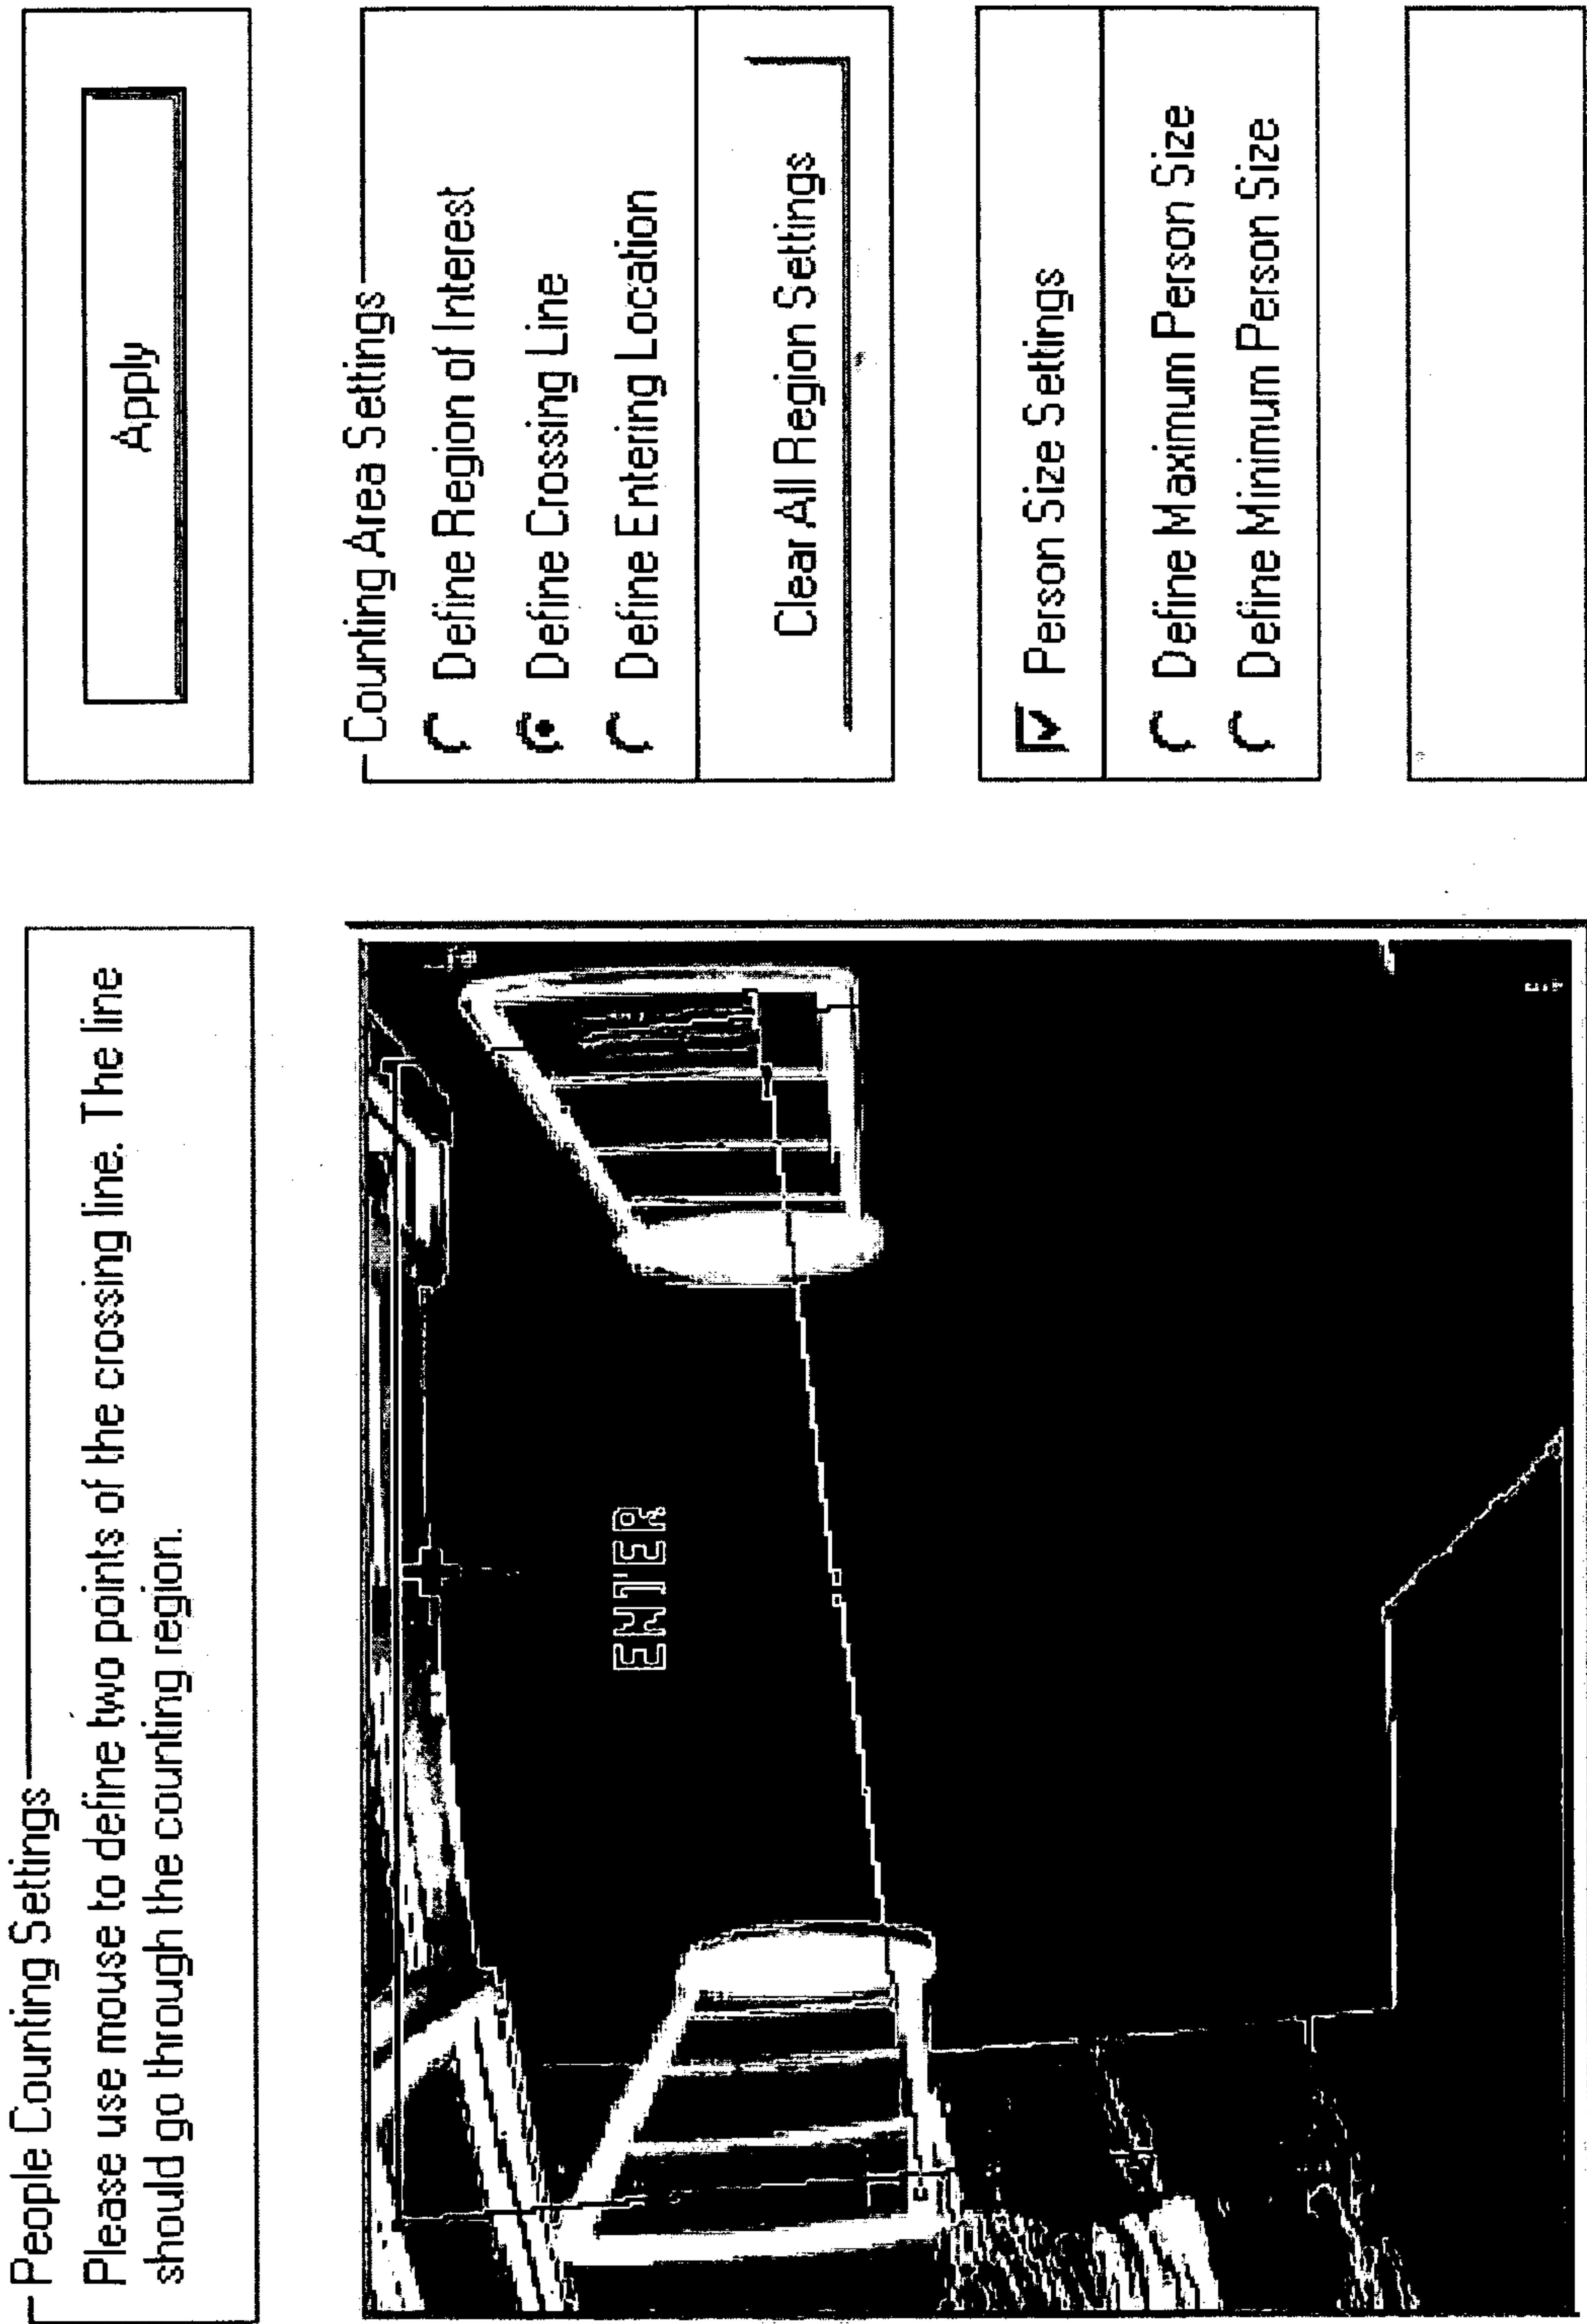 People Counting Settings
Please use mouse to define two points of the crossing line. The line
should go through the counting region.
Apply
ENTER
Counting Area Settings
Define Region of Interest
Define Crossing Line
Define Entering Location
Clear All Region Settings
Person Size Settings
Define Maximum Person Size
Define Minimum Person Size